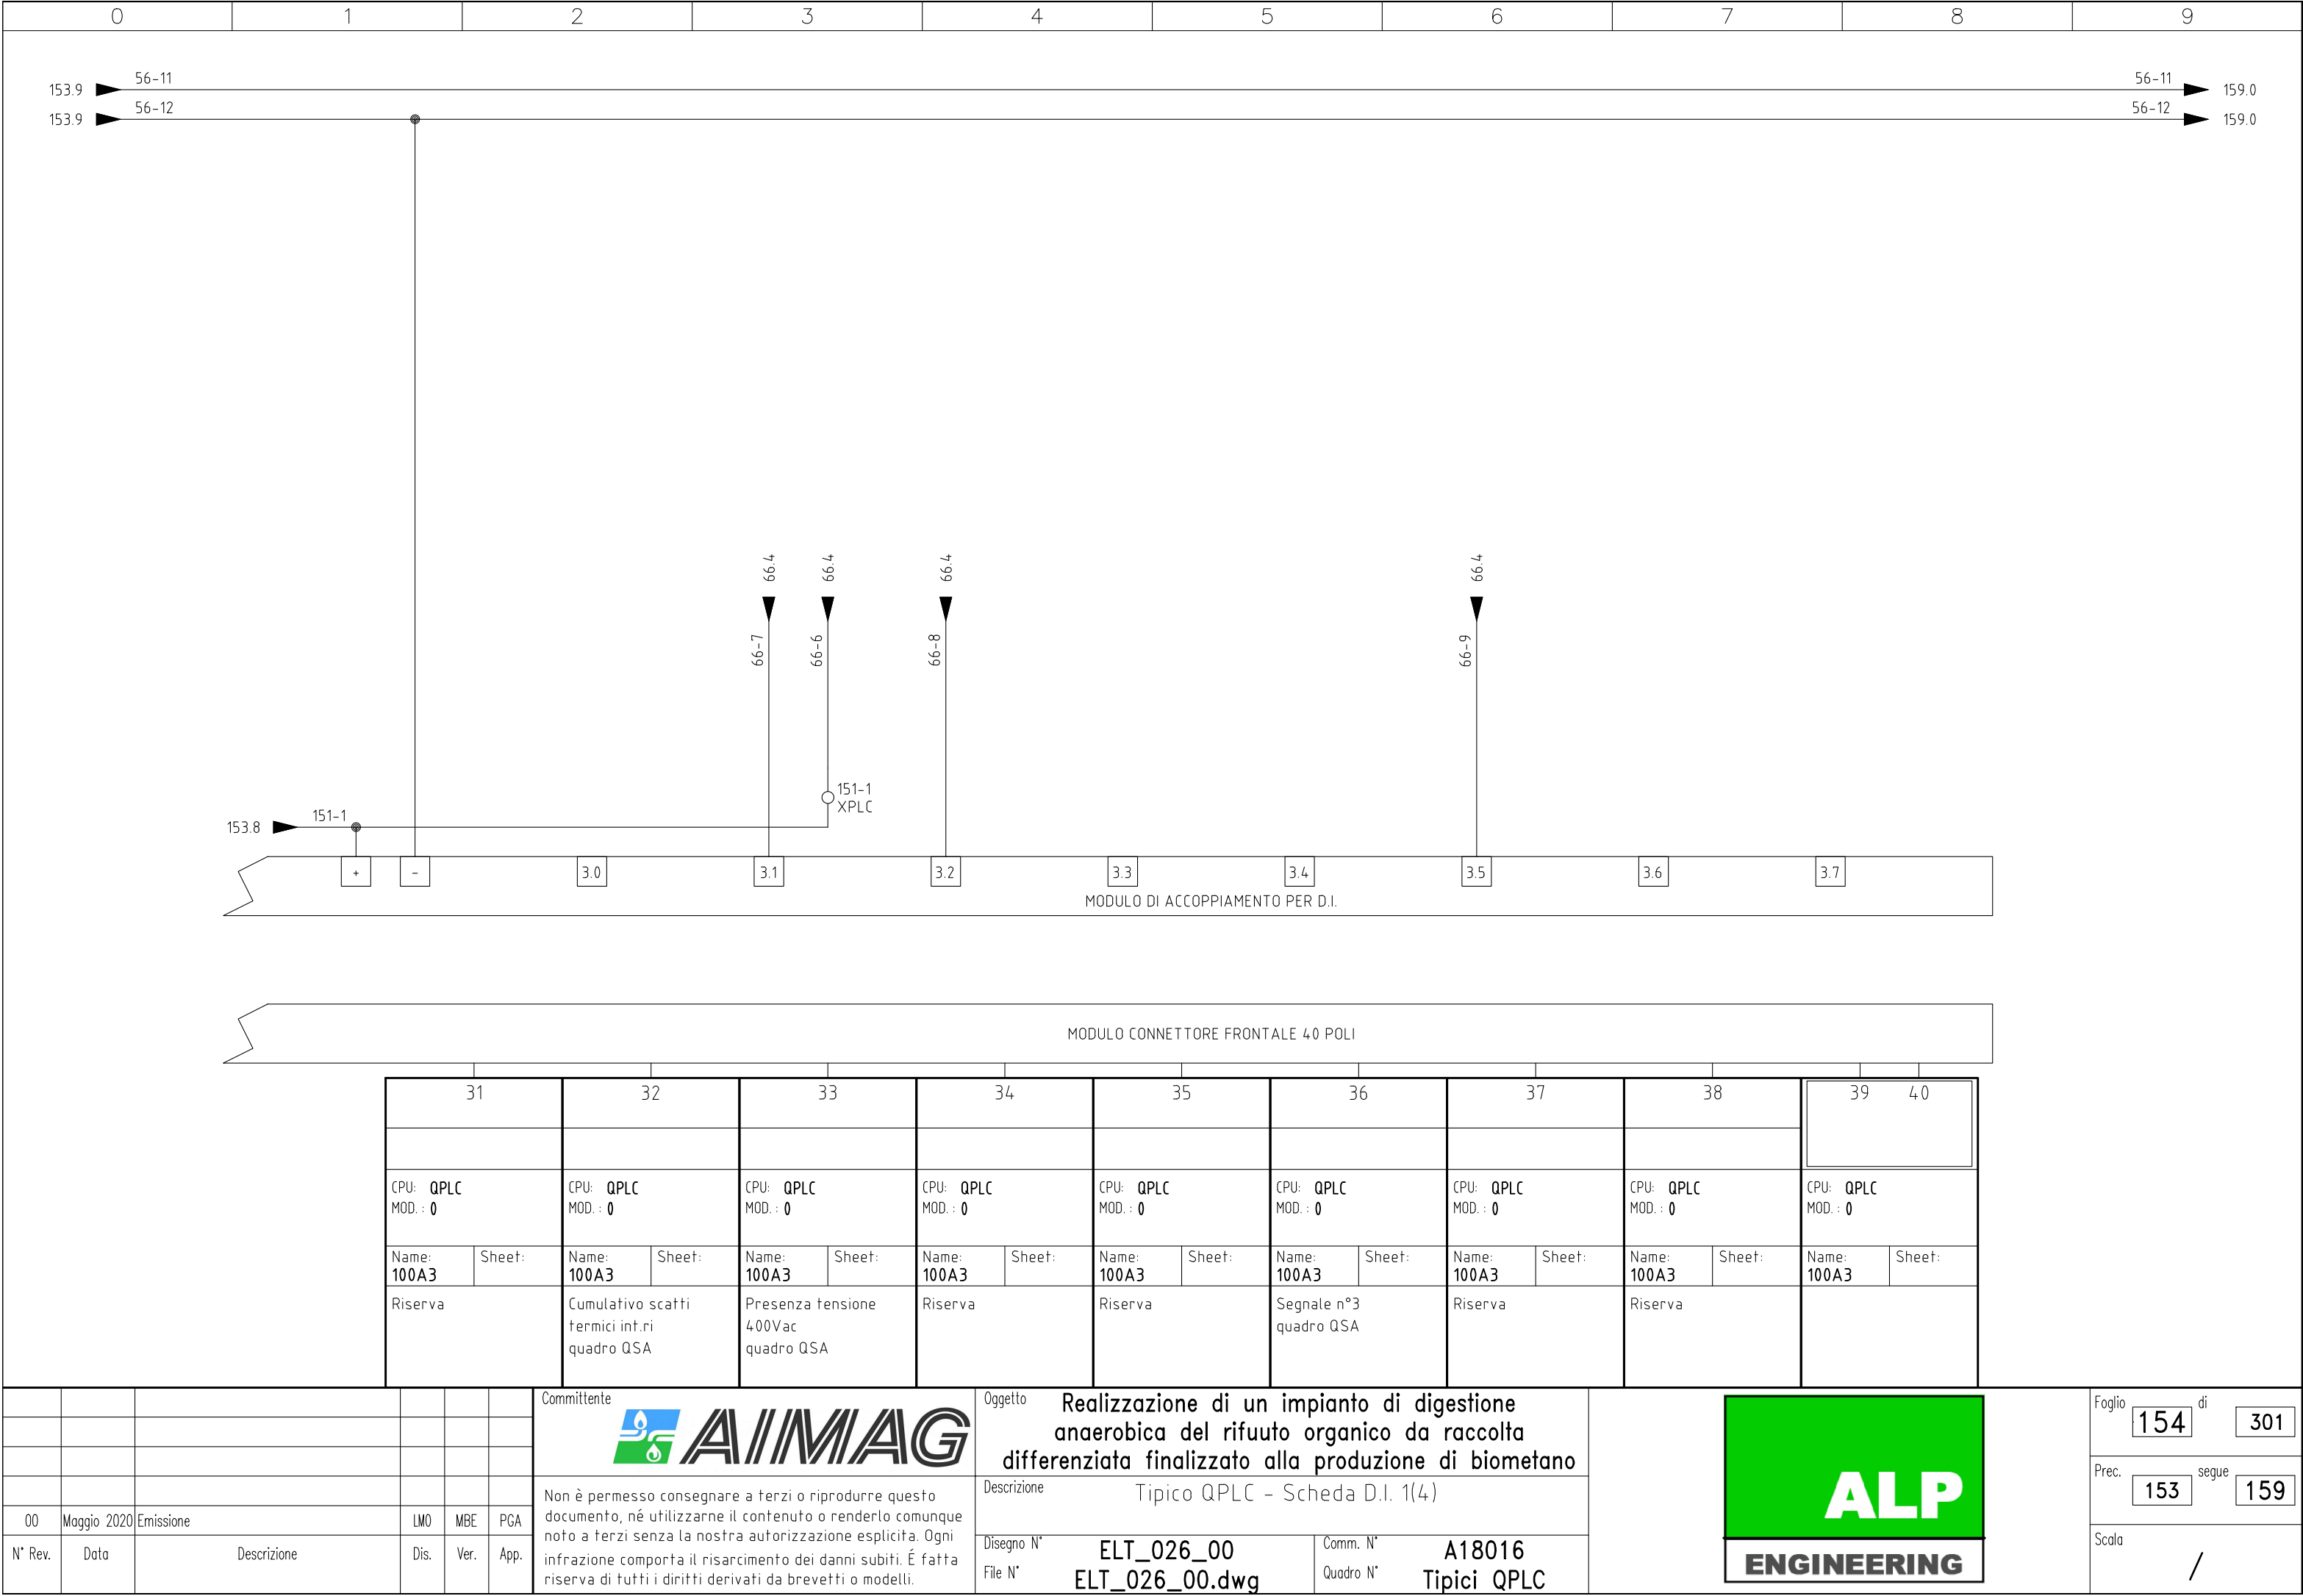 0 1 2 3 4 5 6 7 8 9
56-11 56-11
153.9 159.0
56-12 56-12
153.9 159.0
66.4 66.4 66.4 66.4
66-7 66-6 66-8 66-9
151-1
XPLC
151-1
153.8
+ - 3.0 3.1 3.2 3.3 3.4 3.5 3.6 3.7
MODULO DI ACCOPPIAMENTO PER D.I.
MODULO CONNETTORE FRONTALE 40 POLI
31 32 33 34 35 36 37 38 39 40
CPU: QPLC CPU: QPLC CPU: QPLC CPU: QPLC CPU: QPLC CPU: QPLC CPU: QPLC CPU: QPLC CPU: QPLC
MOD. : 0 MOD. : 0 MOD. : 0 MOD. : 0 MOD. : 0 MOD. : 0 MOD. : 0 MOD. : 0 MOD. : 0
Name: Sheet: Name: Sheet: Name: Sheet: Name: Sheet: Name: Sheet: Name: Sheet: Name: Sheet: Name: Sheet: Name: Sheet:
100A3 100A3 100A3 100A3 100A3 100A3 100A3 100A3 100A3
Riserva
Cumulativo scatti
termici int.ri
quadro QSA
Presenza tensione
400Vac
quadro QSA
Riserva
Riserva
Segnale n°3
quadro QSA
Riserva
Riserva
00 Maggio 2020 Emissione LMO MBE PGA
N° Rev. Data Descrizione Dis. Ver. App.
Committente
AIMAG
Non è permesso consegnare a terzi o riprodurre questo
documento, né utilizzarne il contenuto o renderlo comunque
noto a terzi senza la nostra autorizzazione esplicita. Ogni
infrazione comporta il risarcimento dei danni subiti. É fatta
riserva di tutti i diritti derivati da brevetti o modelli.
Oggetto
Realizzazione di un impianto di digestione
anaerobica del rifuuto organico da raccolta
differenziata finalizzato alla produzione di biometano
Descrizione
Tipico QPLC - Scheda D.I. 1(4)
Disegno N° ELT_026_00
File N° ELT_026_00.dwg
Comm. N° A18016
Quadro N° Tipici QPLC
ALP
ENGINEERING
Foglio 154 di 301
Prec. 153 segue 159
Scala /